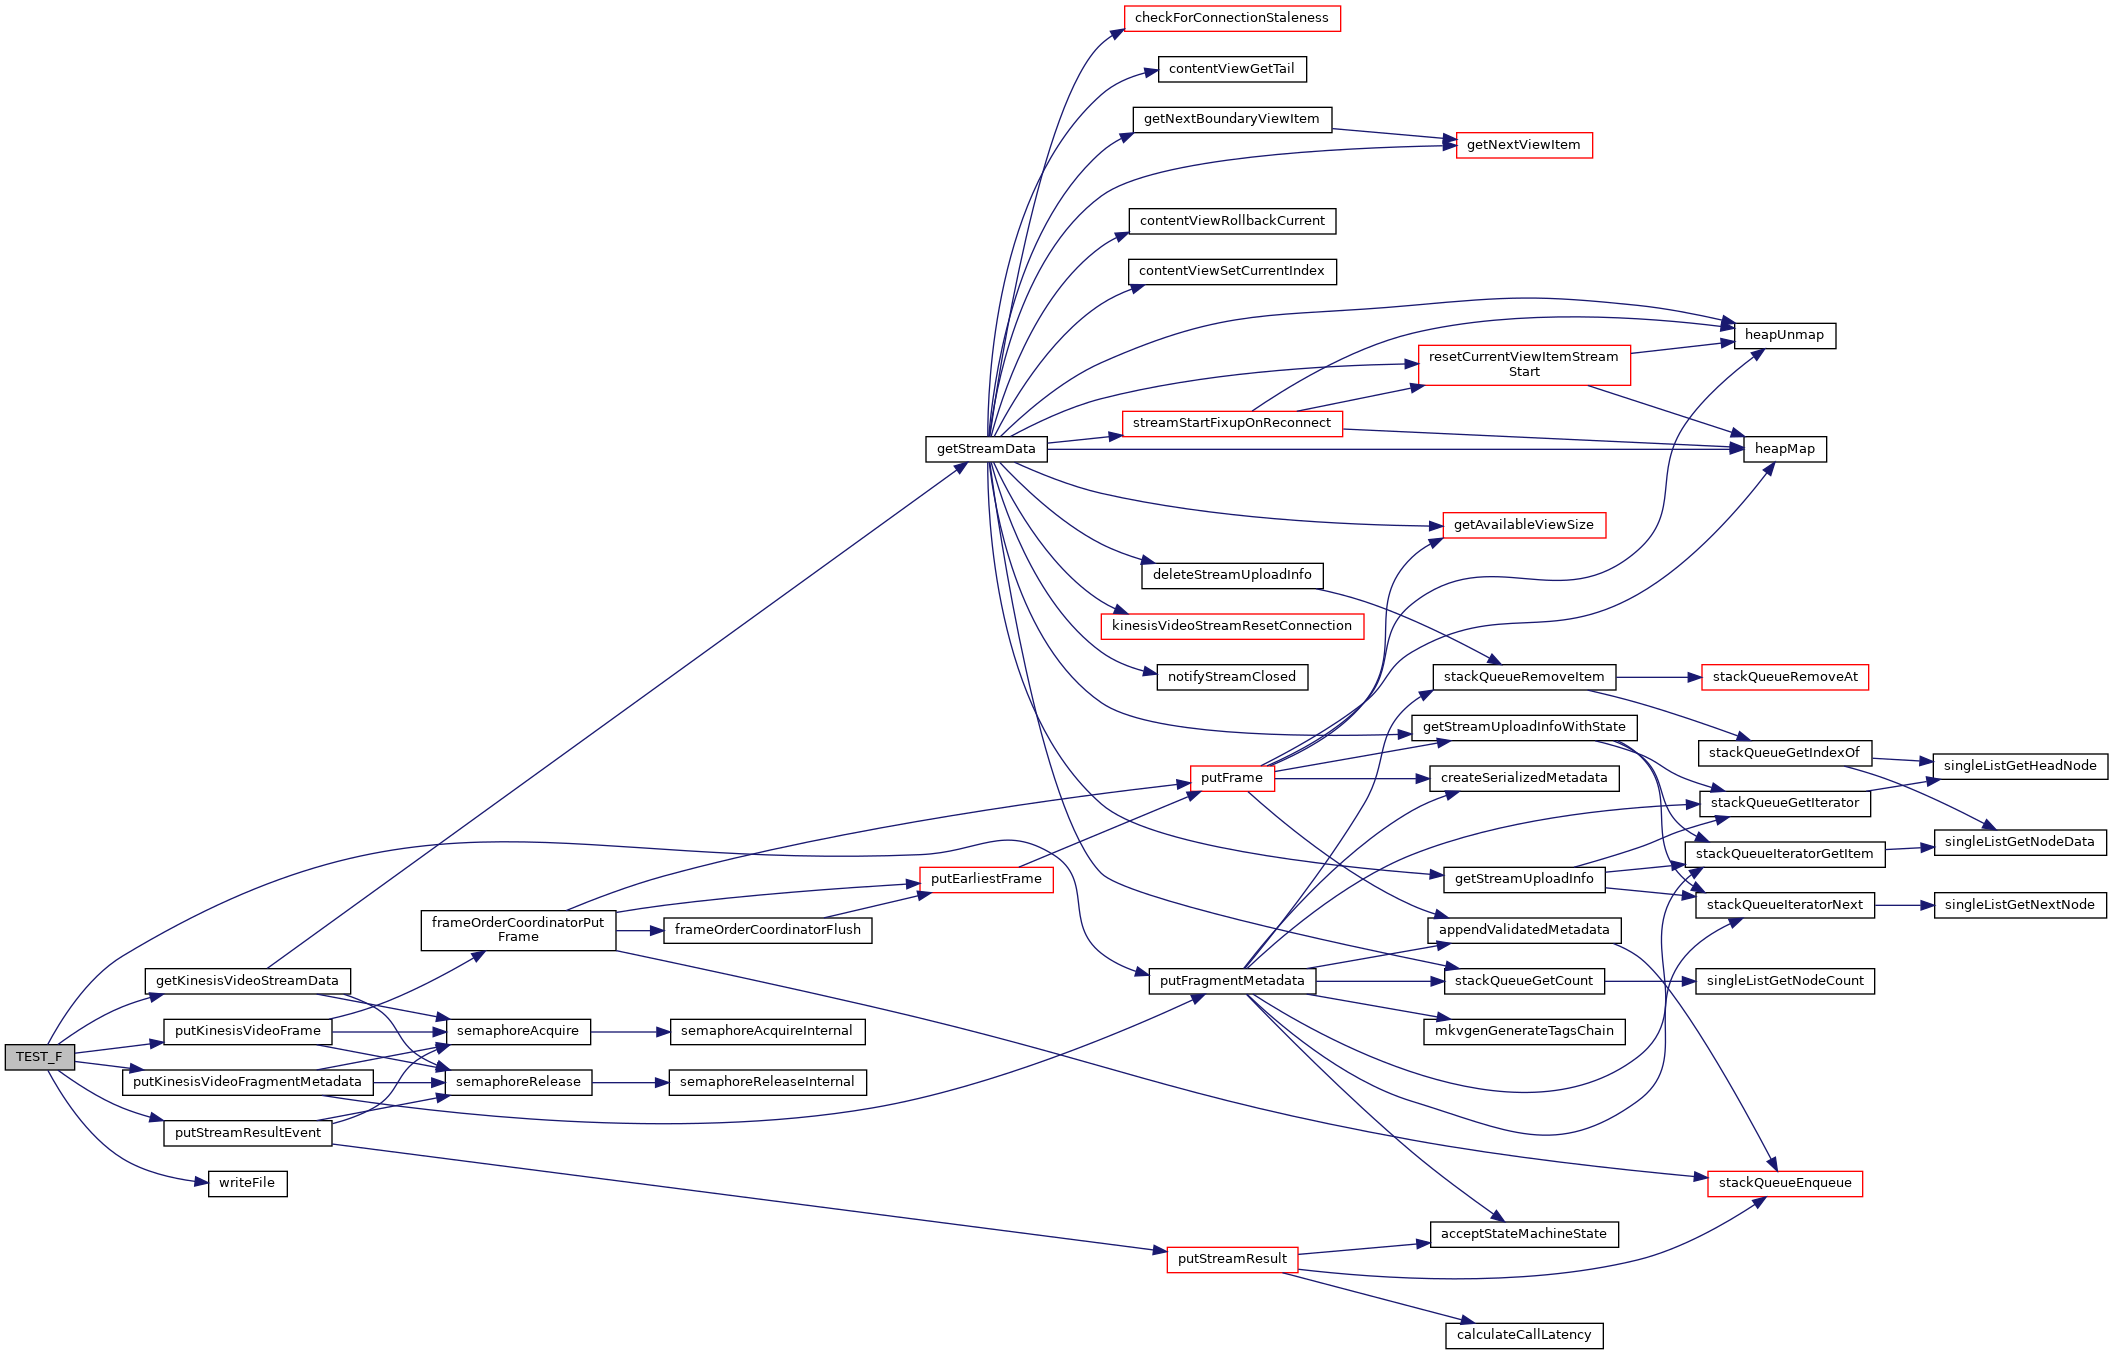 checkForConnectionStaleness
contentViewGetTail
getNextBoundaryViewItem
getNextViewItem
contentViewRollbackCurrent
contentViewSetCurrentIndex
heapUnmap
resetCurrentViewItemStream
Start
streamStartFixupOnReconnect
getStreamData
heapMap
getAvailableViewSize
deleteStreamUploadInfo
kinesisVideoStreamResetConnection
notifyStreamClosed
stackQueueRemoveItem
stackQueueRemoveAt
getStreamUploadInfoWithState
stackQueueGetIndexOf
singleListGetHeadNode
putFrame
createSerializedMetadata
stackQueueGetIterator
singleListGetNodeData
stackQueueIteratorGetItem
putEarliestFrame
getStreamUploadInfo
stackQueueIteratorNext
singleListGetNextNode
frameOrderCoordinatorPut
Frame
frameOrderCoordinatorFlush
appendValidatedMetadata
getKinesisVideoStreamData
putFragmentMetadata
stackQueueGetCount
singleListGetNodeCount
putKinesisVideoFrame
semaphoreAcquire
semaphoreAcquireInternal
mkvgenGenerateTagsChain
TEST_F
putKinesisVideoFragmentMetadata
semaphoreRelease
semaphoreReleaseInternal
putStreamResultEvent
writeFile
stackQueueEnqueue
acceptStateMachineState
putStreamResult
calculateCallLatency